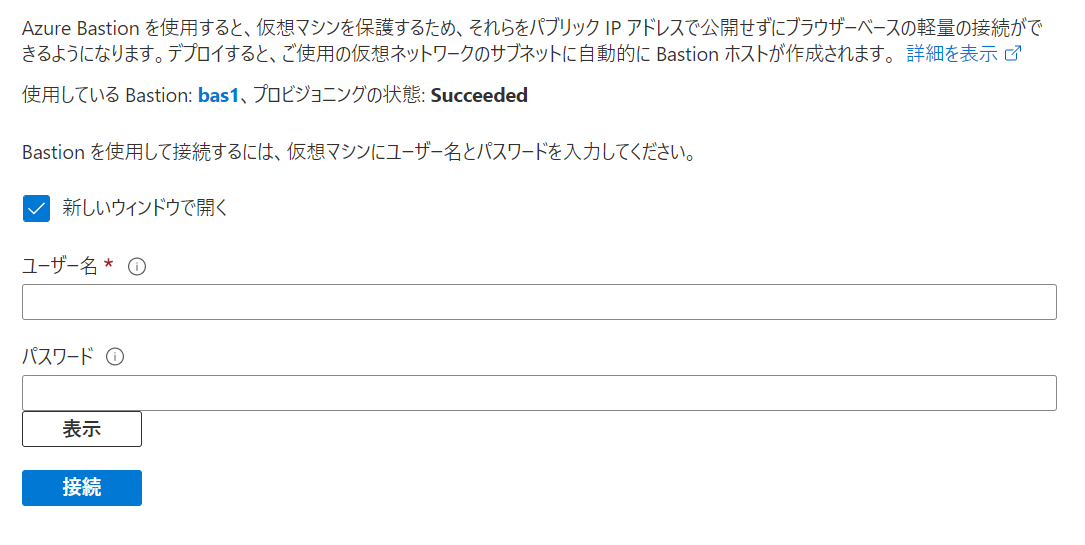 Azure Bastion を使用すると、仮想マシンを保護するため、それらをパブリック IP アドレスで公開せずにブラウザーベースの軽量の接続がで
きるようになります。デプロイすると、ご使用の仮想ネットワークのサブネットに自動的に Bastion ホストが作成されます。 詳細を表示
使用している Bastion: bas1、プロビジョニングの状態: Succeeded
Bastion を使用して接続するには、仮想マシンにユーザー名とパスワードを入力してください。
新しいウィンドウで開く
ユーザー名 *
パスワード
表示
接続